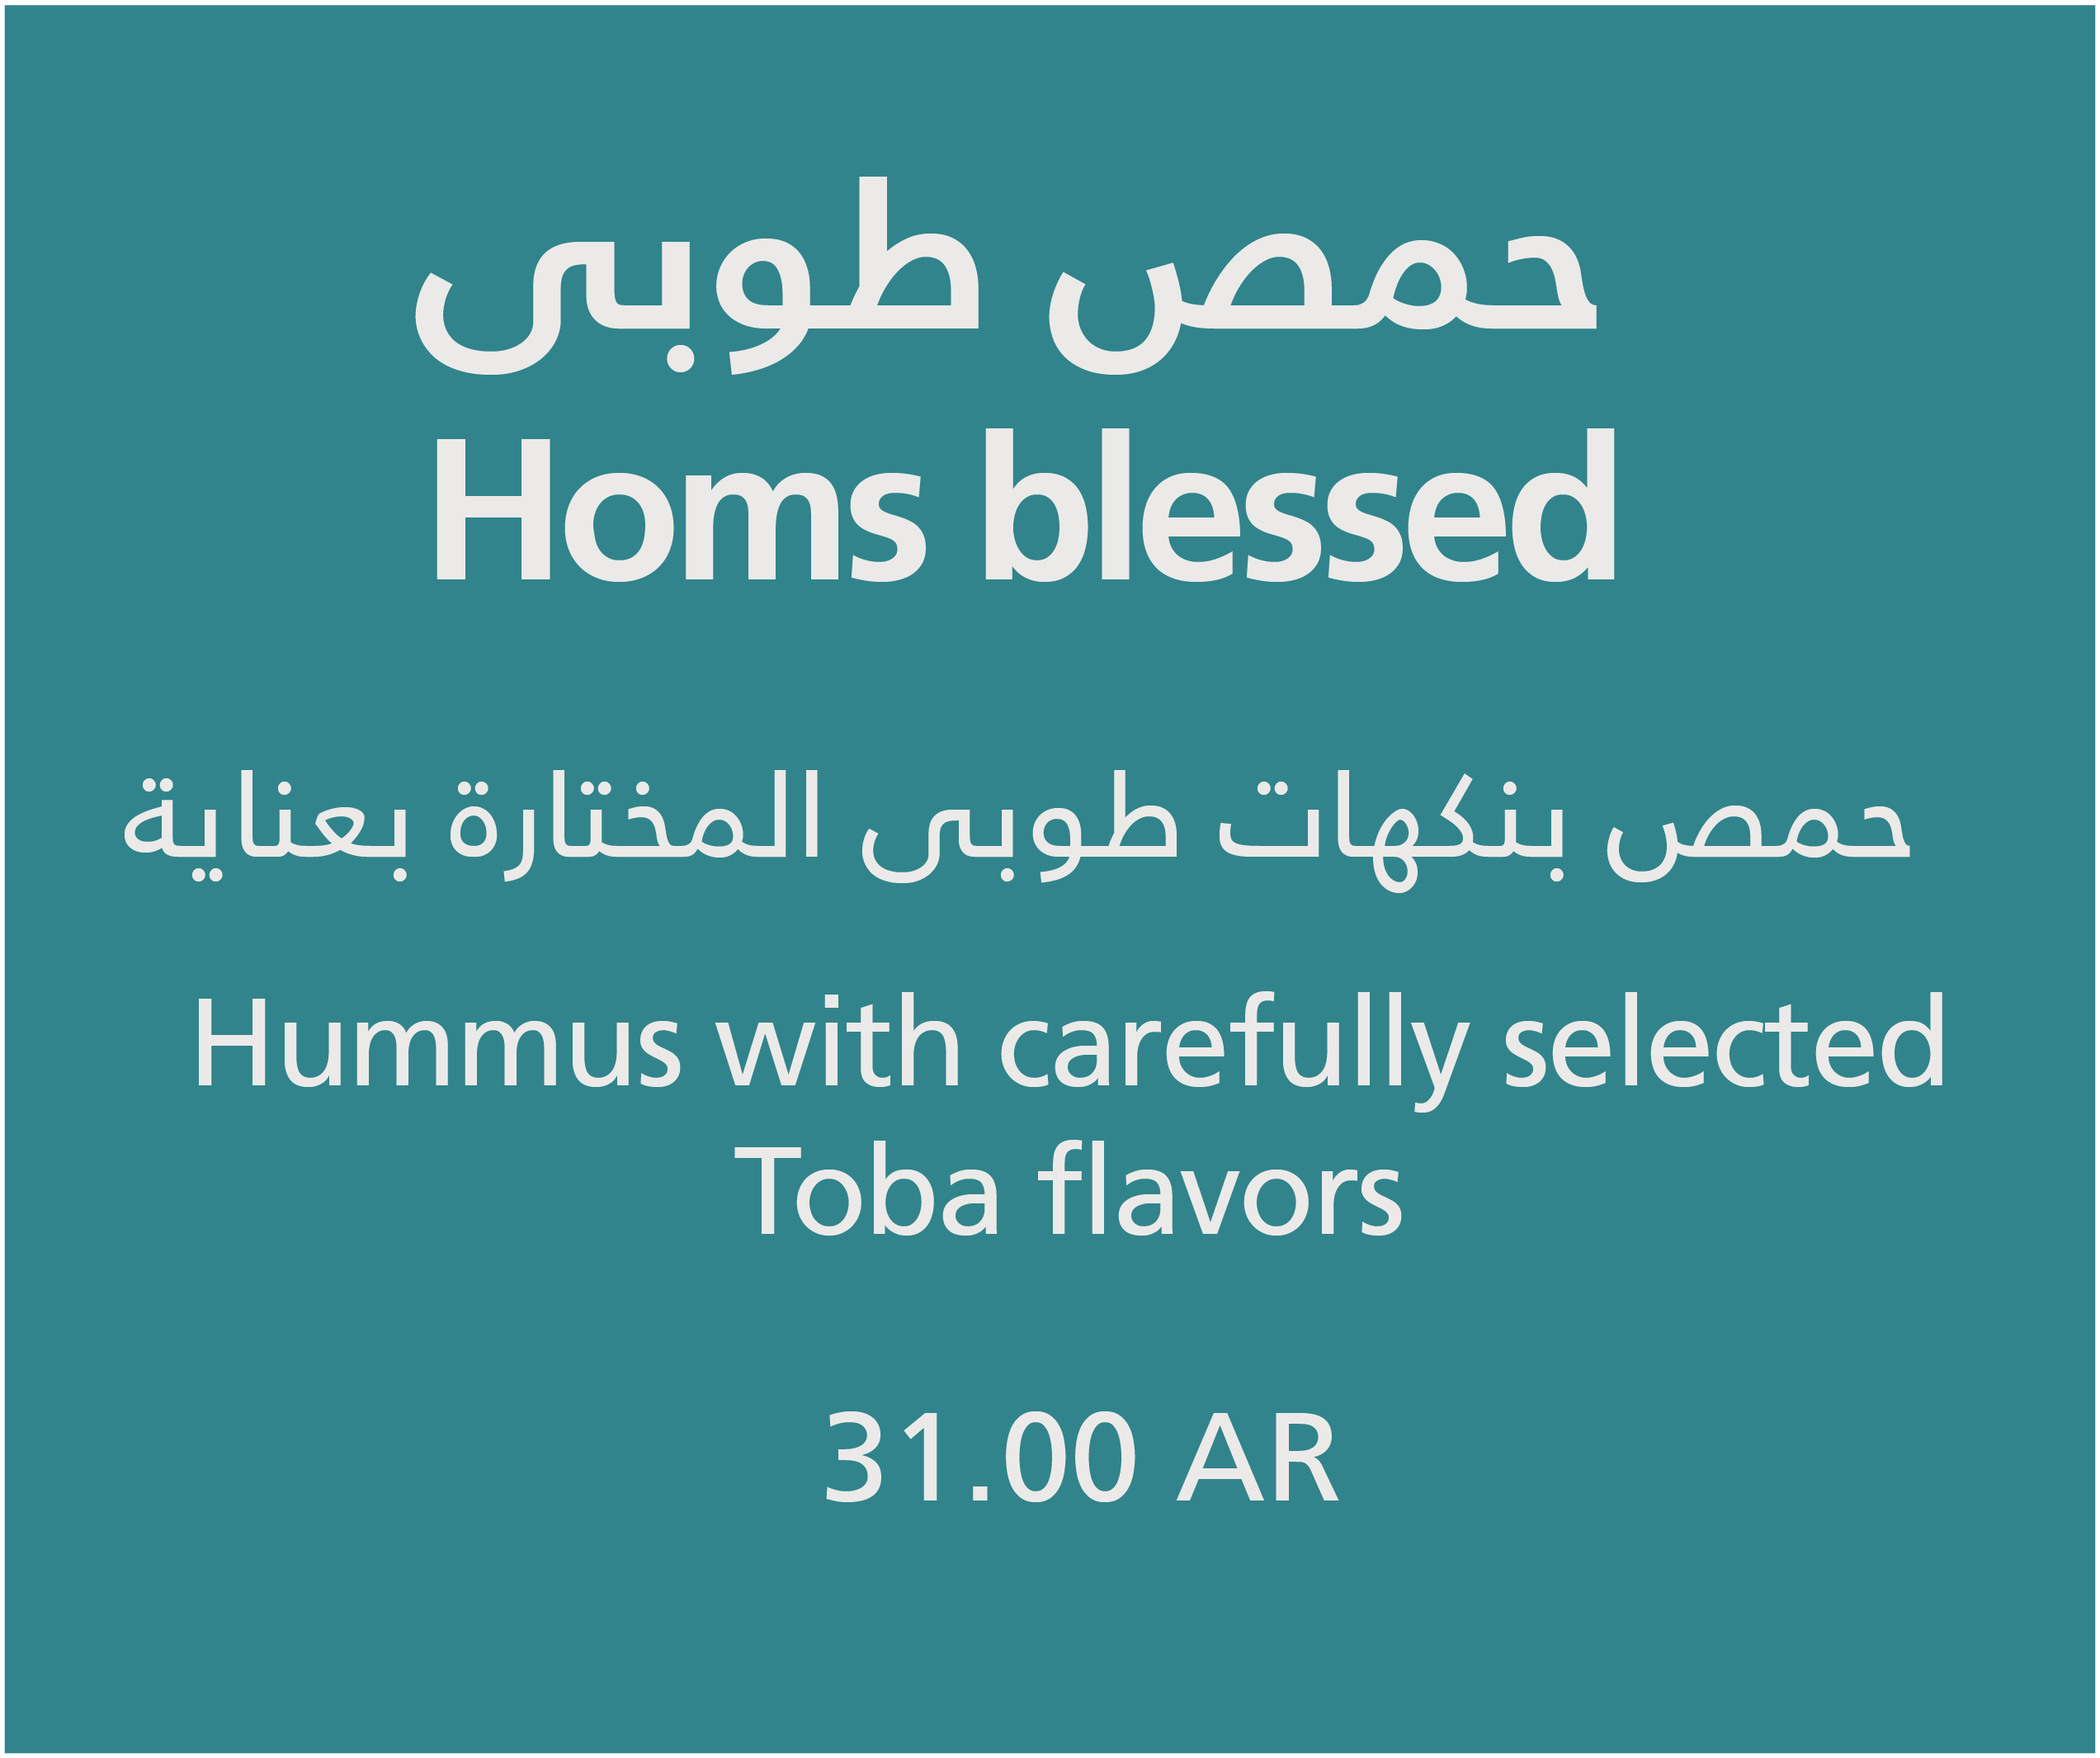 حمص طوبى
Homs blessed
حمص بنكهات طوبى المختارة بعناية
Hummus with carefully selected
Toba flavors
31.00 AR